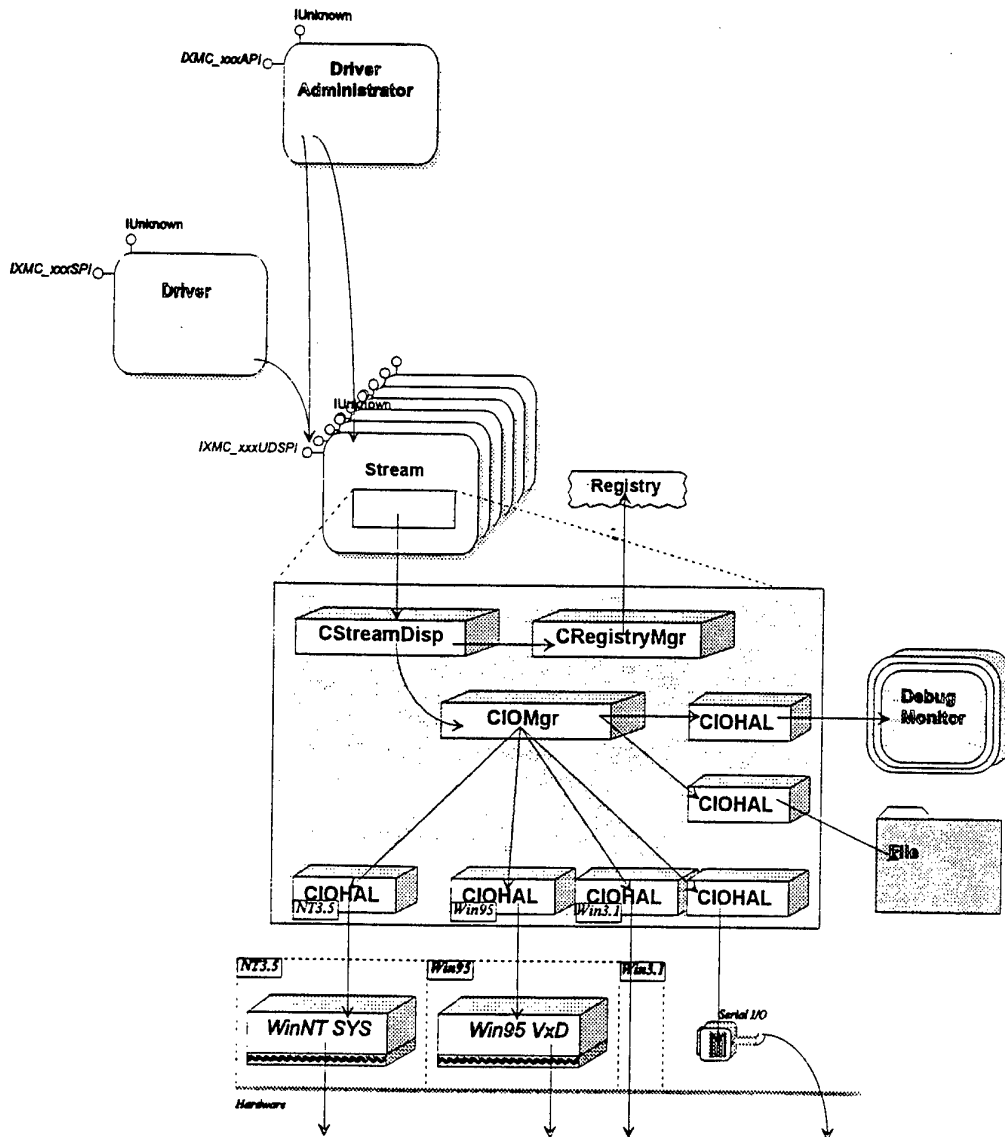 IUnknown
IXMC_xxxAPI
Driver
Administrator
IUnknown
IXMC_xxxSPI
Driver
IUnknown
IXMC_xxxUDSPI
Stream
Registry
CStreamDisp
CRegistryMgr
CIOMgr
CIOHAL
Debug
Monitor
CIOHAL
File
CIOHAL
NT3.5
CIOHAL
Win95
CIOHAL
Win3.1
CIOHAL
NT3.5
Win95
Win3.1
WinNT SYS
Win95 VxD
Serial I/O
Hardware